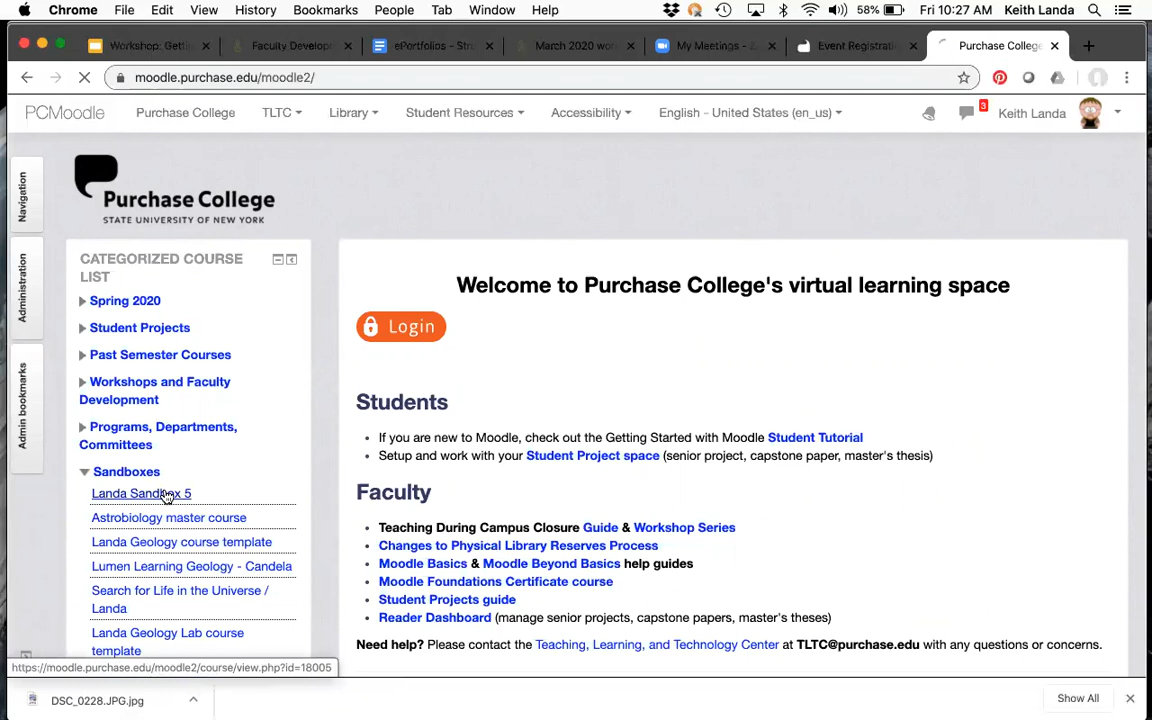 Chrome File Edit View History Bookmarks People Tab Window Help 58% Fri 10:27 AM Keith Landa
Workshop: Getti Faculty Develop ePortfolios - Stru March 2020 wor My Meetings - Z Event Registrati Purchase College
moodle.purchase.edu/moodle2/
PCMoodle Purchase College TLTC Library Student Resources Accessibility English - United States (en_us) 3 Keith Landa
Purchase College
STATE UNIVERSITY OF NEW YORK
Navigation
Administration
Admin bookmarks
CATEGORIZED COURSE
LIST
Spring 2020
Student Projects
Past Semester Courses
Workshops and Faculty
Development
Programs, Departments,
Committees
Sandboxes
Landa Sandbox 5
Astrobiology master course
Landa Geology course template
Lumen Learning Geology - Candela
Search for Life in the Universe /
Landa
Landa Geology Lab course
template
Welcome to Purchase College's virtual learning space
Login
Students
• If you are new to Moodle, check out the Getting Started with Moodle Student Tutorial
• Setup and work with your Student Project space (senior project, capstone paper, master's thesis)
Faculty
• Teaching During Campus Closure Guide & Workshop Series
• Changes to Physical Library Reserves Process
• Moodle Basics & Moodle Beyond Basics help guides
• Moodle Foundations Certificate course
• Student Projects guide
• Reader Dashboard (manage senior projects, capstone papers, master's theses)
Need help? Please contact the Teaching, Learning, and Technology Center at TLTC@purchase.edu with any questions or concerns.
https://moodle.purchase.edu/moodle2/course/view.php?id=18005
DSC_0228.JPG.jpg Show All